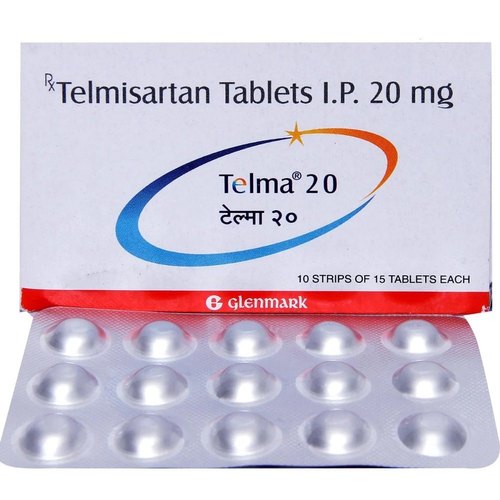 Rx Telmisartan Tablets I.P. 20 mg
Telma® 20
टेल्मा २०
10 STRIPS OF 15 TABLETS EACH
G glenmark